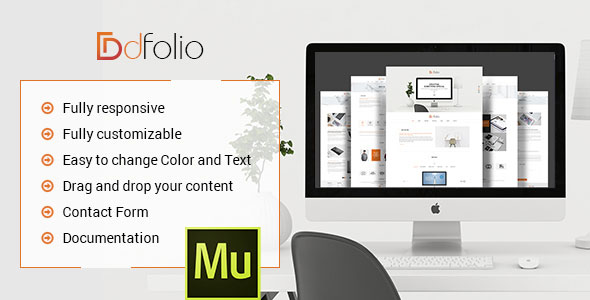 dfolio
Fully responsive
Fully customizable
Easy to change Color and Text
Drag and drop your content
Contact Form
Documentation
Mu